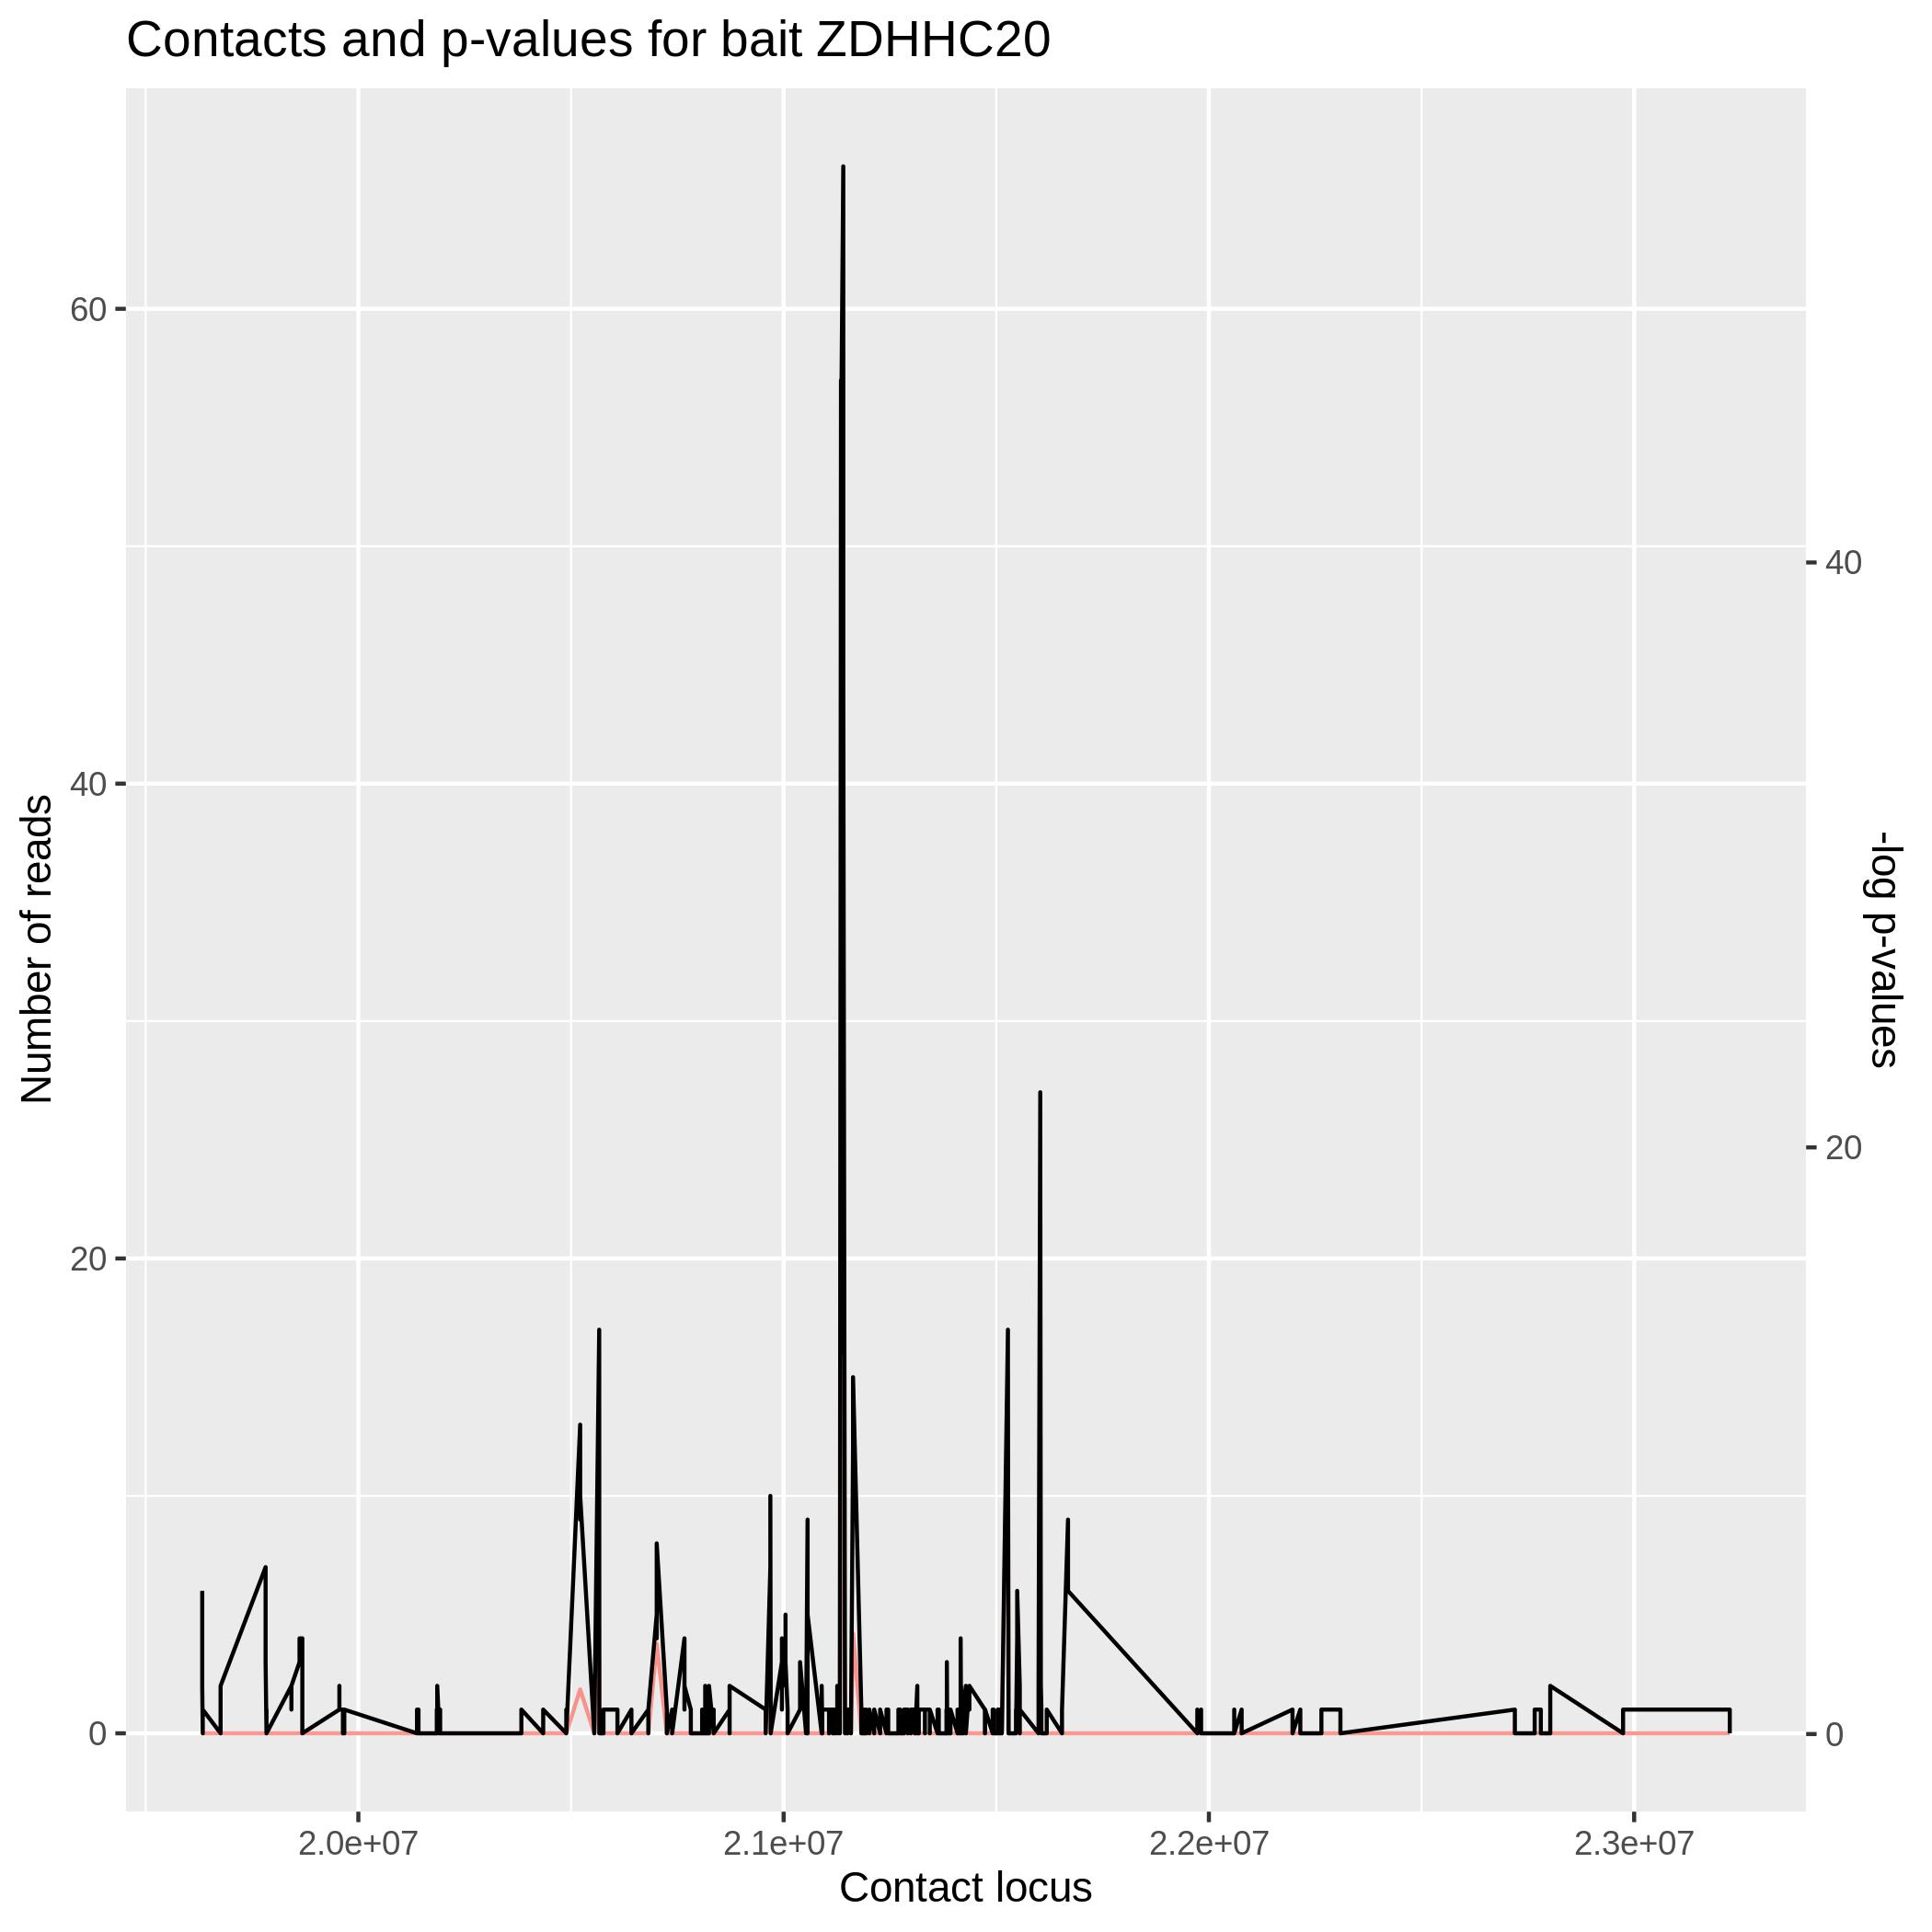 Contacts and p-values for bait ZDHHC20
60
40
20
0
Number of reads
40
20
0
-log p-values
2.0e+07
2.1e+07
2.2e+07
2.3e+07
Contact locus